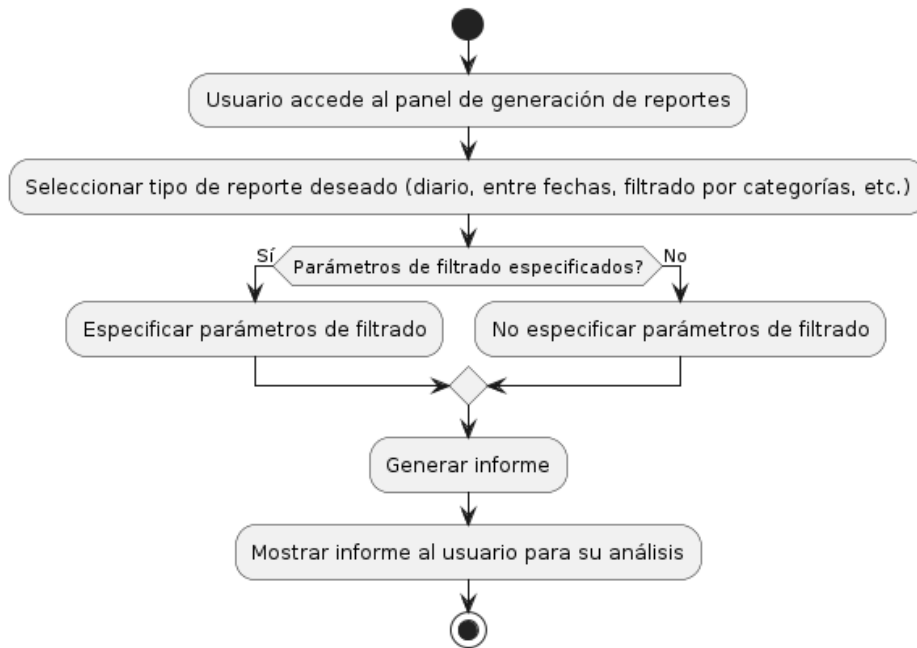 Usuario accede al panel de generación de reportes
Seleccionar tipo de reporte deseado (diario, entre fechas, filtrado por categorías, etc.)
Sí
Parámetros de filtrado especificados?
No
Especificar parámetros de filtrado
No especificar parámetros de filtrado
Generar informe
Mostrar informe al usuario para su análisis